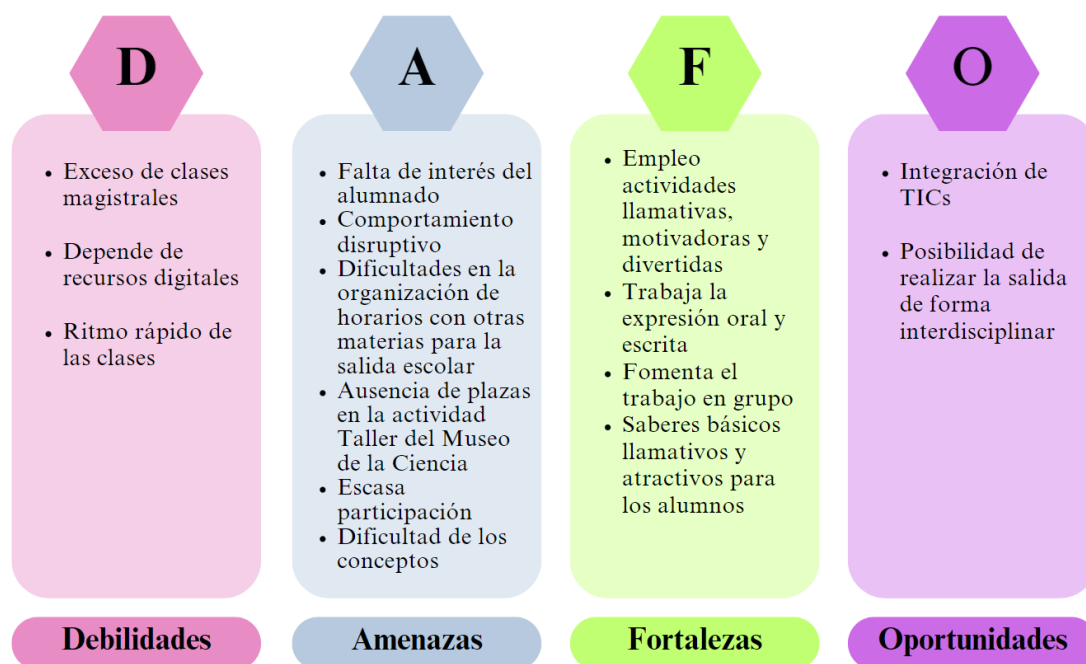 D
• Exceso de clases
magistrales
• Depende de
recursos digitales
• Ritmo rápido de
las clases
Debilidades
A
• Falta de interés del
alumnado
• Comportamiento
disruptivo
• Dificultades en la
organización de
horarios con otras
materias para la
salida escolar
• Ausencia de plazas
en la actividad
Taller del Museo
de la Ciencia
• Escasa
participación
• Dificultad de los
conceptos
Amenazas
F
• Empleo
actividades
llamativas,
motivadoras y
divertidas
• Trabaja la
expresión oral y
escrita
• Fomenta el
trabajo en grupo
• Saberes básicos
llamativos y
atractivos para
los alumnos
Fortalezas
O
• Integración de
TICs
• Posibilidad de
realizar la salida
de forma
interdisciplinar
Oportunidades